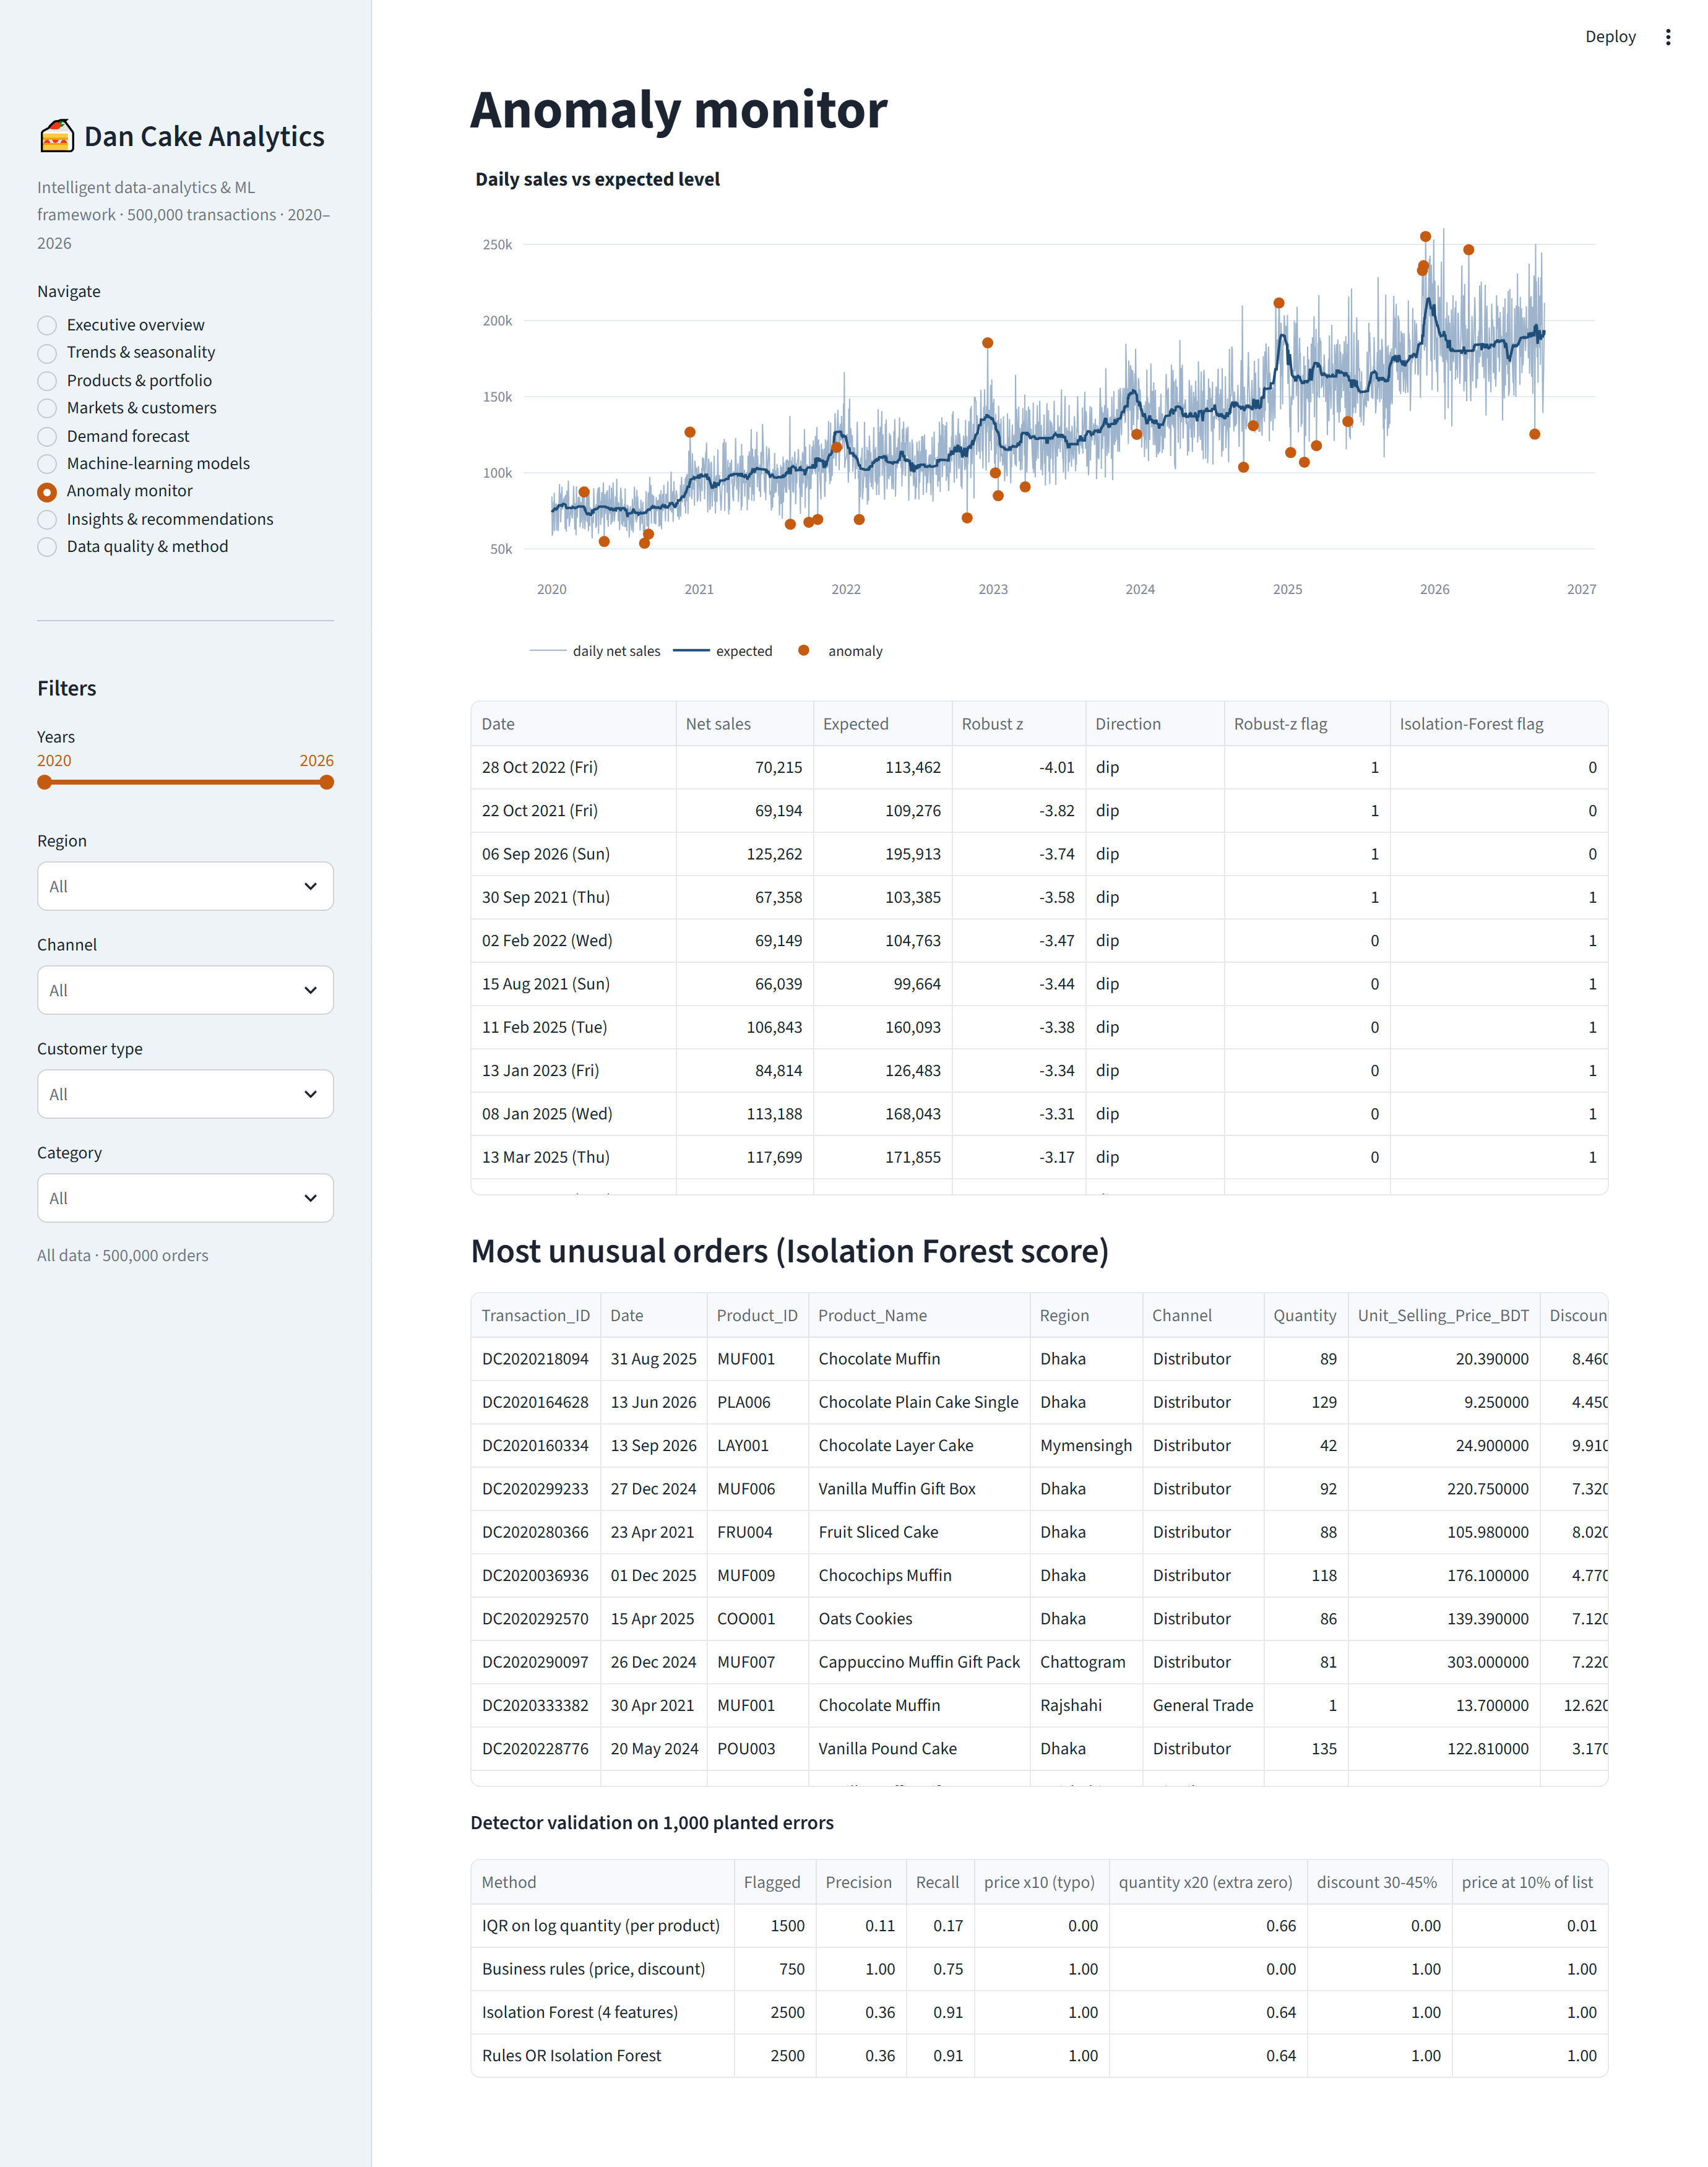 Deploy
Dan Cake Analytics
Intelligent data-analytics & ML
framework · 500,000 transactions · 2020–
2026
Navigate
Executive overview
Trends & seasonality
Products & portfolio
Markets & customers
Demand forecast
Machine-learning models
Anomaly monitor
Insights & recommendations
Data quality & method
Filters
Years
2020 2026
Region
All
Channel
All
Customer type
All
Category
All
All data · 500,000 orders
Anomaly monitor
Daily sales vs expected level
250k
200k
150k
100k
50k
2020 2021 2022 2023 2024 2025 2026 2027
daily net sales expected anomaly
Date Net sales Expected Robust z Direction Robust-z flag Isolation-Forest flag
28 Oct 2022 (Fri) 70,215 113,462 -4.01 dip 1 0
22 Oct 2021 (Fri) 69,194 109,276 -3.82 dip 1 0
06 Sep 2026 (Sun) 125,262 195,913 -3.74 dip 1 0
30 Sep 2021 (Thu) 67,358 103,385 -3.58 dip 1 1
02 Feb 2022 (Wed) 69,149 104,763 -3.47 dip 0 1
15 Aug 2021 (Sun) 66,039 99,664 -3.44 dip 0 1
11 Feb 2025 (Tue) 106,843 160,093 -3.38 dip 0 1
13 Jan 2023 (Fri) 84,814 126,483 -3.34 dip 0 1
08 Jan 2025 (Wed) 113,188 168,043 -3.31 dip 0 1
13 Mar 2025 (Thu) 117,699 171,855 -3.17 dip 0 1
Most unusual orders (Isolation Forest score)
Transaction_ID Date Product_ID Product_Name Region Channel Quantity Unit_Selling_Price_BDT Discoun
DC2020218094 31 Aug 2025 MUF001 Chocolate Muffin Dhaka Distributor 89 20.390000 8.460
DC2020164628 13 Jun 2026 PLA006 Chocolate Plain Cake Single Dhaka Distributor 129 9.250000 4.450
DC2020160334 13 Sep 2026 LAY001 Chocolate Layer Cake Mymensingh Distributor 42 24.900000 9.910
DC2020299233 27 Dec 2024 MUF006 Vanilla Muffin Gift Box Dhaka Distributor 92 220.750000 7.320
DC2020280366 23 Apr 2021 FRU004 Fruit Sliced Cake Dhaka Distributor 88 105.980000 8.020
DC2020036936 01 Dec 2025 MUF009 Chocochips Muffin Dhaka Distributor 118 176.100000 4.770
DC2020292570 15 Apr 2025 COO001 Oats Cookies Dhaka Distributor 86 139.390000 7.120
DC2020290097 26 Dec 2024 MUF007 Cappuccino Muffin Gift Pack Chattogram Distributor 81 303.000000 7.220
DC2020333382 30 Apr 2021 MUF001 Chocolate Muffin Rajshahi General Trade 1 13.700000 12.620
DC2020228776 20 May 2024 POU003 Vanilla Pound Cake Dhaka Distributor 135 122.810000 3.170
Detector validation on 1,000 planted errors
Method Flagged Precision Recall price x10 (typo) quantity x20 (extra zero) discount 30-45% price at 10% of list
IQR on log quantity (per product) 1500 0.11 0.17 0.00 0.66 0.00 0.01
Business rules (price, discount) 750 1.00 0.75 1.00 0.00 1.00 1.00
Isolation Forest (4 features) 2500 0.36 0.91 1.00 0.64 1.00 1.00
Rules OR Isolation Forest 2500 0.36 0.91 1.00 0.64 1.00 1.00